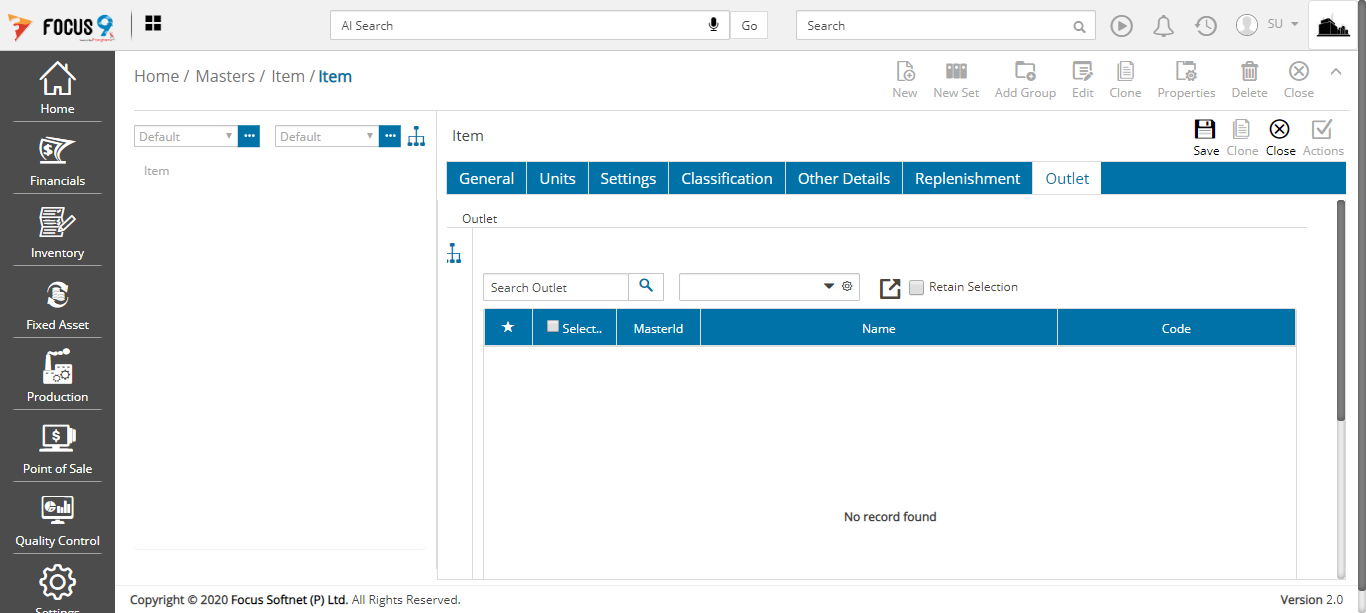 FOCUS 9
AI Search
Go
Search
SU
Home / Masters / Item / Item
New
New Set
Add Group
Edit
Clone
Properties
Delete
Close
Home
Financials
Inventory
Fixed Asset
Production
Point of Sale
Quality Control
Settings
Default
Default
Item
Item
Save
Clone
Close
Actions
General
Units
Settings
Classification
Other Details
Replenishment
Outlet
Outlet
Search Outlet
Retain Selection
Select..
MasterId
Name
Code
No record found
Copyright © 2020 Focus Softnet (P) Ltd. All Rights Reserved.
Version 2.0